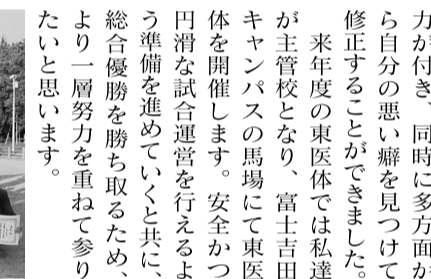 力が付き、同時に多方面か
ら自分の悪い癖を見つけて
修正することができました。
　来年度の東医体では私達
が主管校となり、富士吉田
キャンパスの馬場にて東医
体を開催します。安全かつ
円滑な試合運営を行えるよ
う準備を進めていくと共に、
総合優勝を勝ち取るため、
より一層努力を重ねて参り
たいと思います。